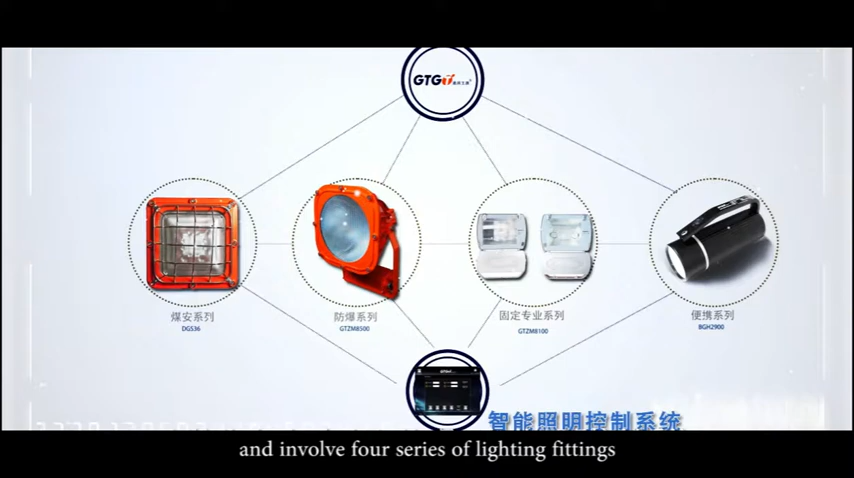 GTGU
煤安系列
DGS36
防爆系列
GTZM8500
固定专业系列
GTZM8100
便携系列
BGH2900
智能照明控制系统
and involve four series of lighting fittings